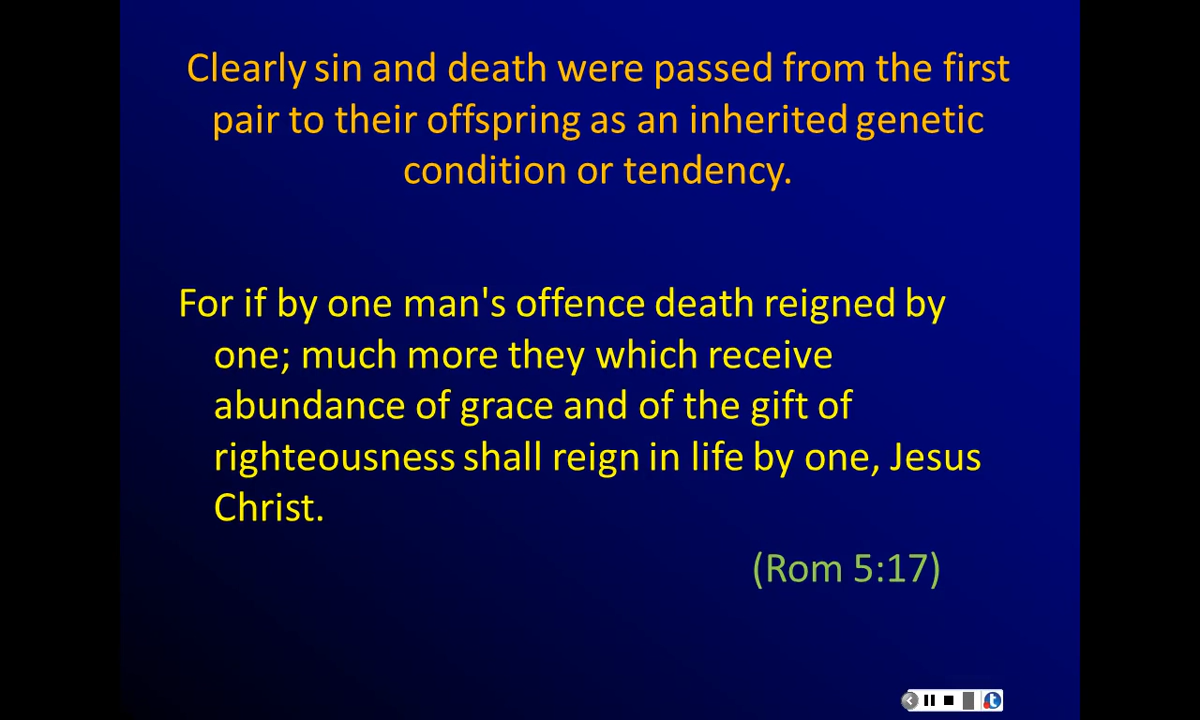 Clearly sin and death were passed from the first
pair to their offspring as an inherited genetic
condition or tendency.
For if by one man's offence death reigned by
one; much more they which receive
abundance of grace and of the gift of
righteousness shall reign in life by one, Jesus
Christ.
(Rom 5:17)